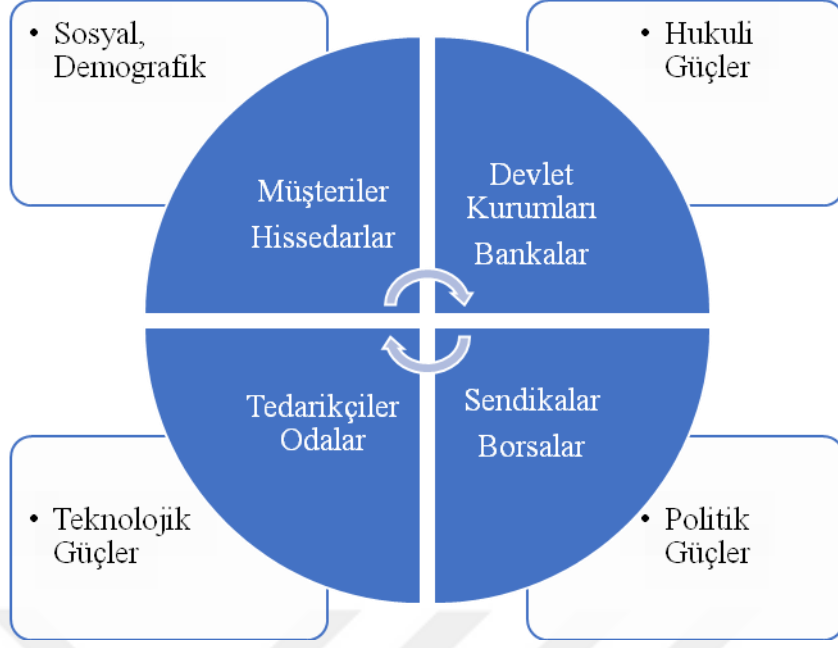 • Sosyal,
Demografik
• Hukuli
Güçler
Müşteriler
Hissedarlar
Devlet
Kurumları
Bankalar
Tedarikçiler
Odalar
Sendikalar
Borsalar
• Teknolojik
Güçler
• Politik
Güçler